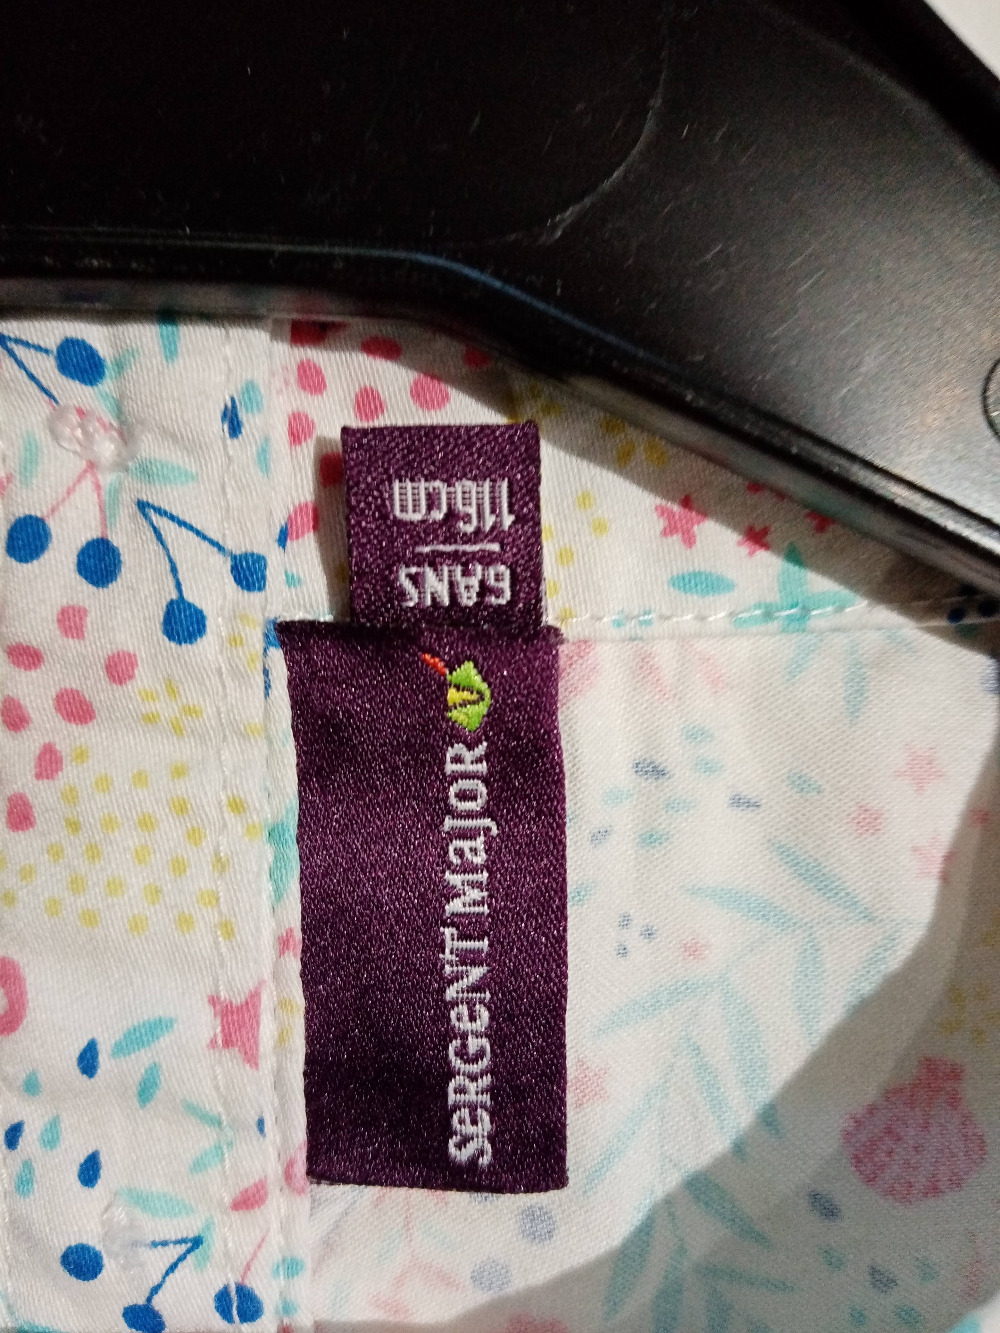 SeRGeNT MaJOR
6ANS
116CM